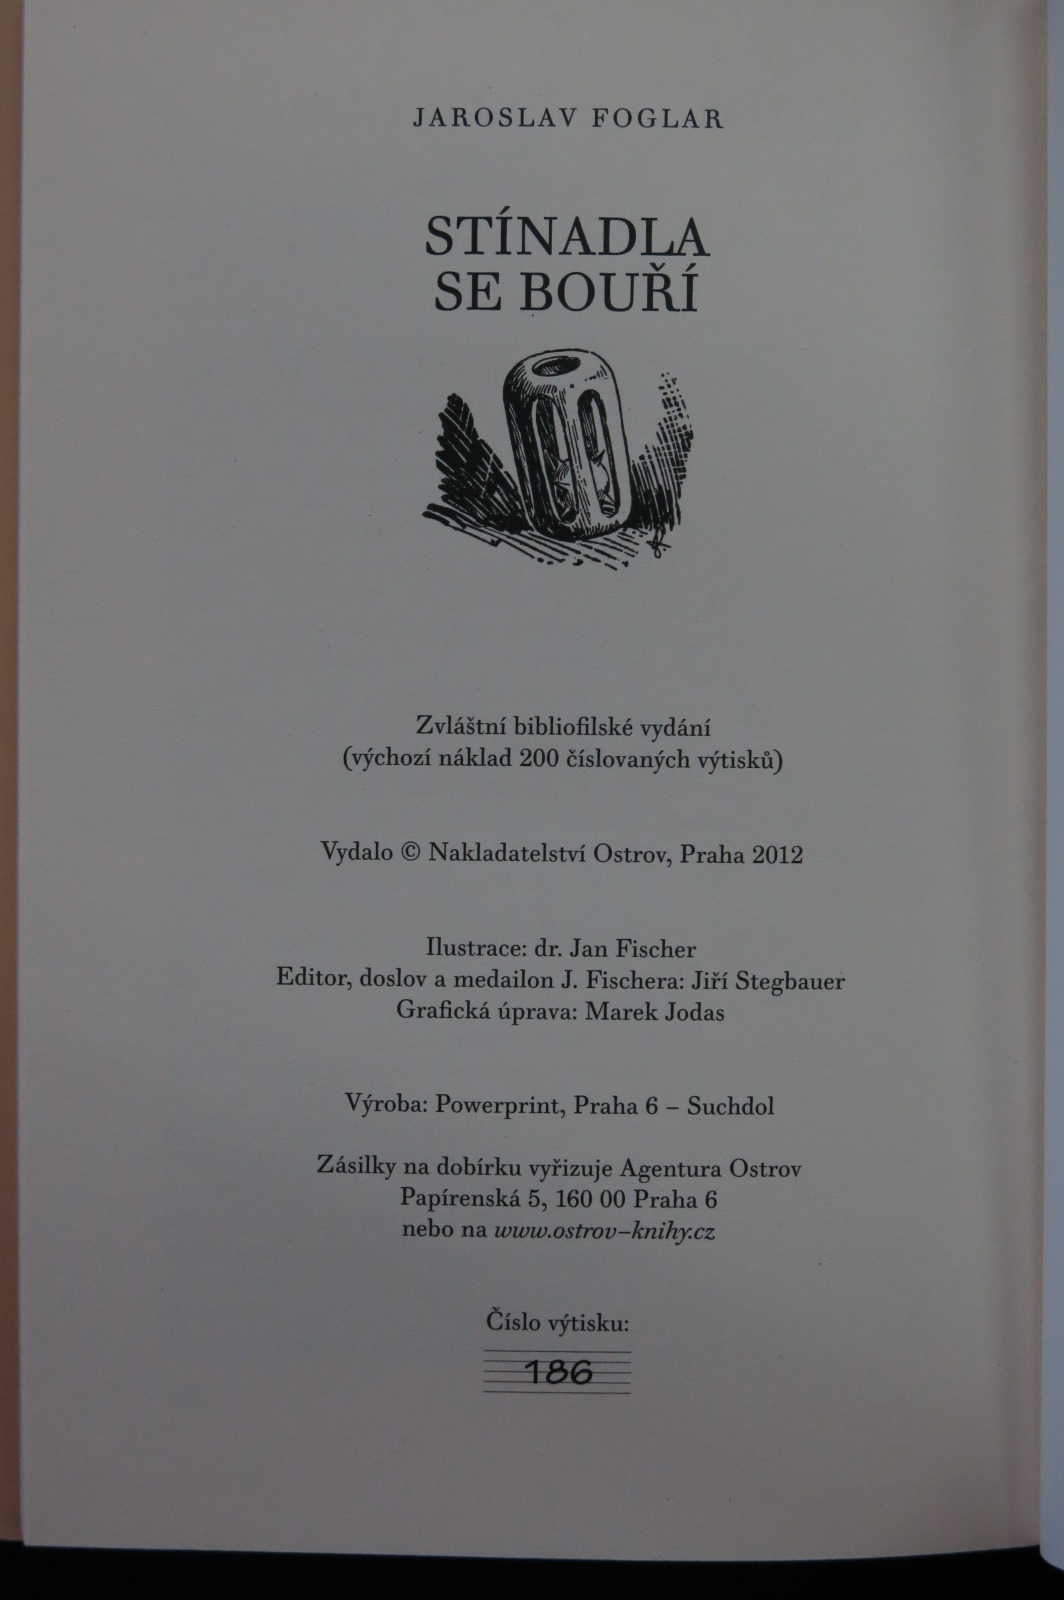 JAROSLAV FOGLAR
STÍNADLA
SE BOUŘÍ
Zvláštní bibliofilské vydání
(výchozí náklad 200 číslovaných výtisků)
Vydalo © Nakladatelství Ostrov, Praha 2012
Ilustrace: dr. Jan Fischer
Editor, doslov a medailon J. Fischera: Jiří Stegbauer
Grafická úprava: Marek Jodas
Výroba: Powerprint, Praha 6 – Suchdol
Zásilky na dobírku vyřizuje Agentura Ostrov
Papírenská 5, 160 00 Praha 6
nebo na www.ostrov–knihy.cz
Číslo výtisku:
186